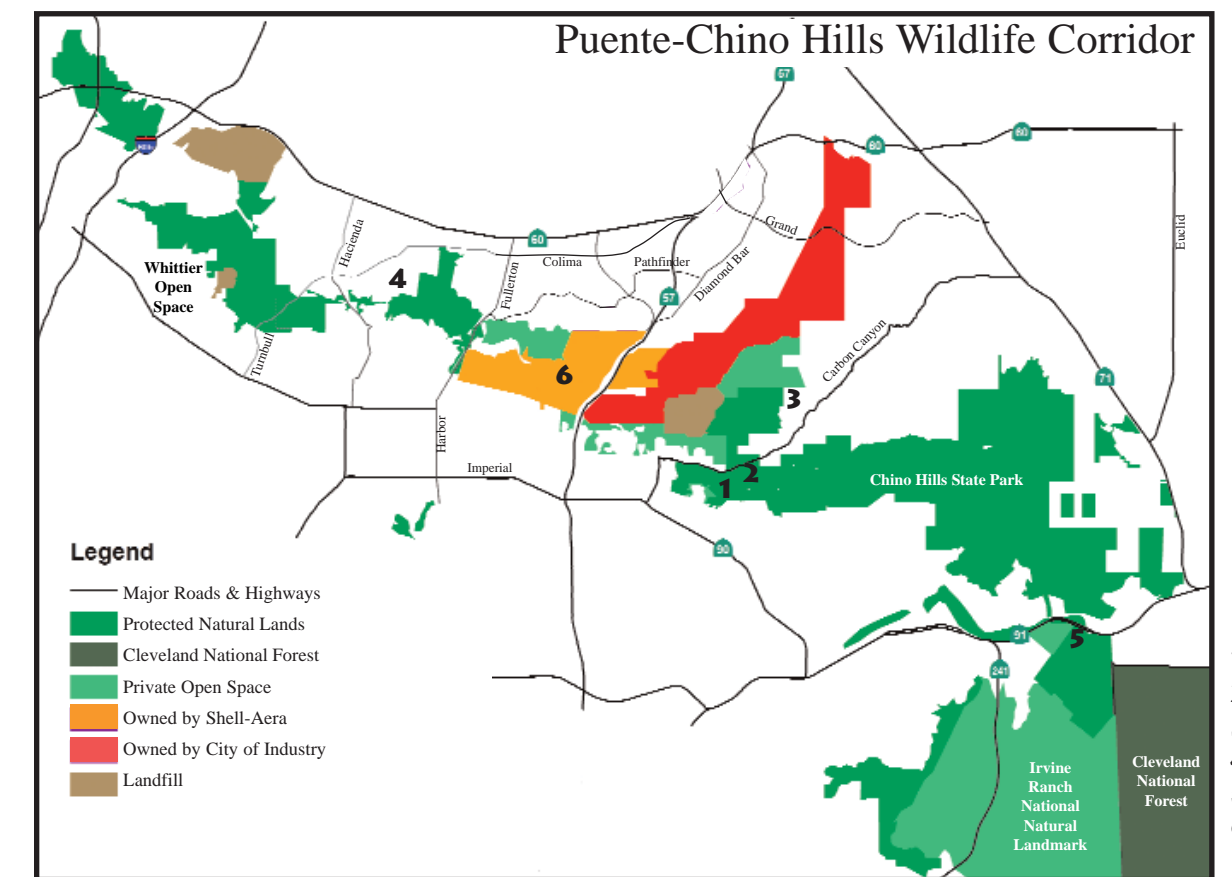 Puente-Chino Hills Wildlife Corridor
57
60
60
Hacienda
Grand
Euclid
60
Colima
Pathfinder
Diamond Bar
Fullerton
57
Whittier
Open
Space
4
Turnbull
Carbon Canyon
71
6
3
Harbor
Imperial
1
2
Chino Hills State Park
90
91
5
241
Irvine
Ranch
National
Natural
Landmark
Cleveland
National
Forest
Legend
Major Roads & Highways
Protected Natural Lands
Cleveland National Forest
Private Open Space
Owned by Shell-Aera
Owned by City of Industry
Landfill